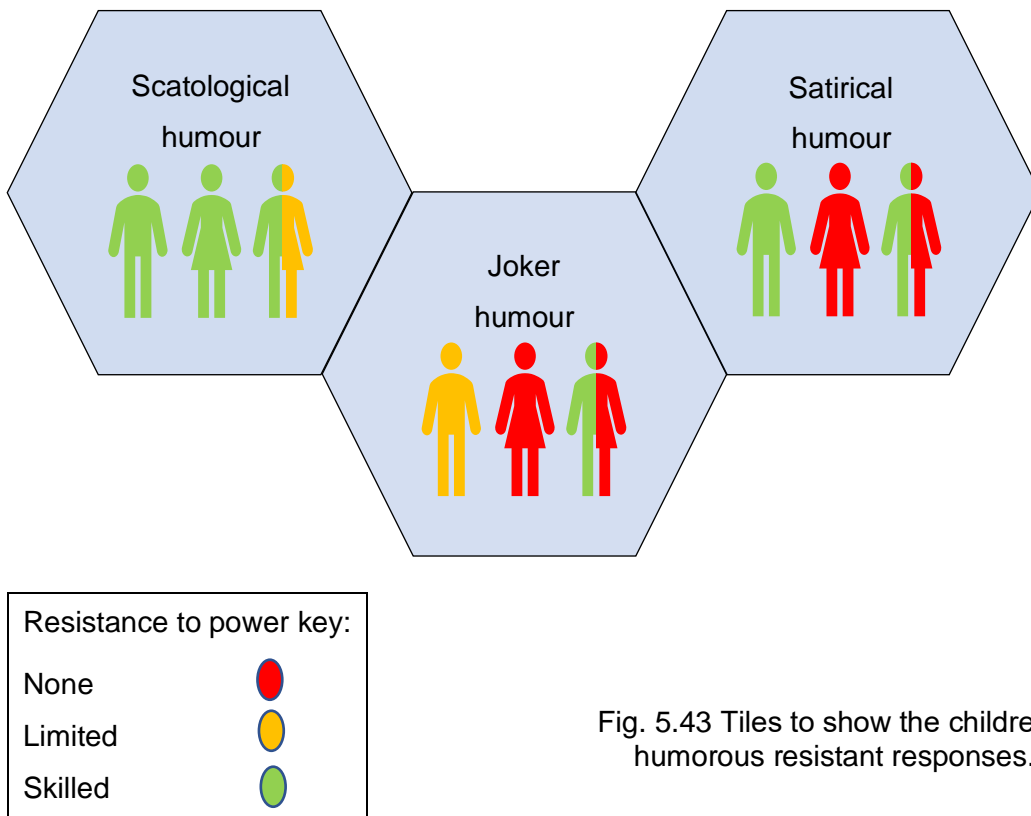 Scatological
humour
Satirical
humour
Joker
humour
Resistance to power key:
None
Limited
Skilled
Fig. 5.43 Tiles to show the childre
humorous resistant responses.